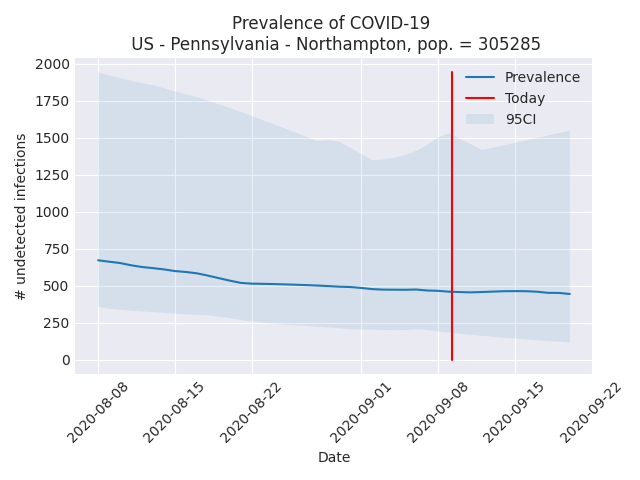 Prevalence of COVID-19
US - Pennsylvania - Northampton, pop. = 305285
# undetected infections
2000
1750
1500
1250
1000
750
500
250
0
Prevalence
Today
95CI
2020-08-08
2020-08-15
2020-08-22
2020-09-01
2020-09-08
2020-09-15
2020-09-22
Date